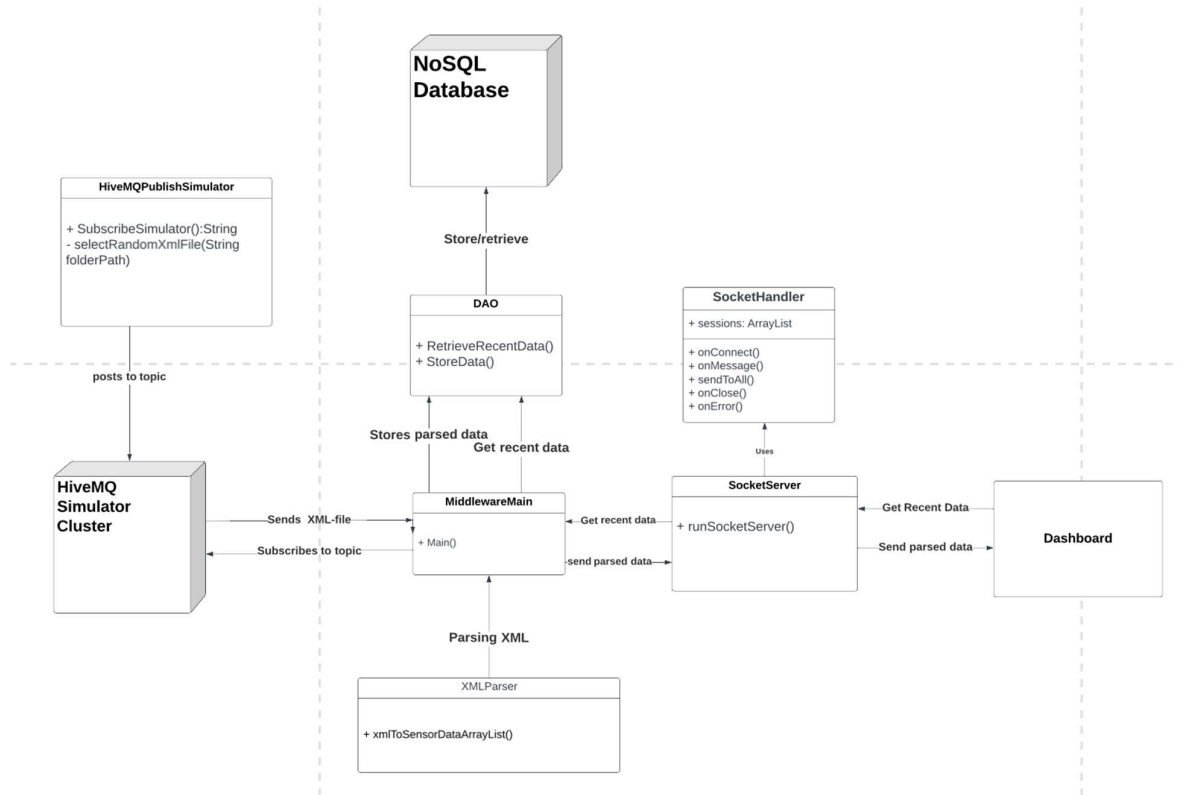 NoSQL
Database
HiveMQPublishSimulator
+ SubscribeSimulator():String
- selectRandomXmlFile(String
folderPath)
Store/retrieve
DAO
+ RetrieveRecentData()
+ StoreData()
SocketHandler
+ sessions: ArrayList
+ onConnect()
+ onMessage()
+ sendToAll()
+ onClose()
+ onError()
posts to topic
Stores parsed data
Get recent data
Uses
HiveMQ
Simulator
Cluster
Sends XML-file
Subscribes to topic
MiddlewareMain
+ Main()
Get recent data
send parsed data
SocketServer
+ runSocketServer()
Get Recent Data
Send parsed data
Dashboard
Parsing XML
XMLParser
+ xmlToSensorDataArrayList()